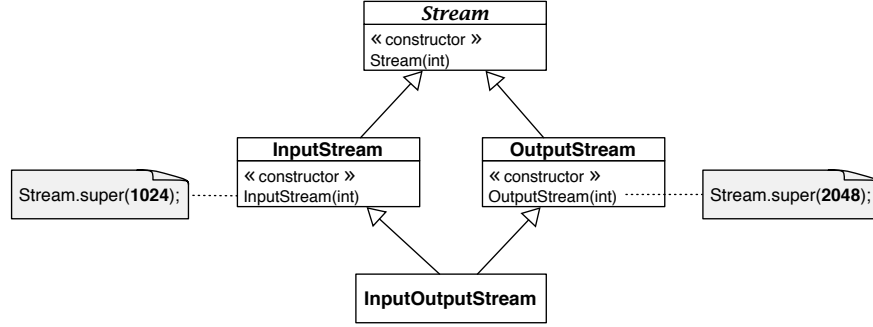 Stream
« constructor »
Stream(int)
InputStream
« constructor »
InputStream(int)
OutputStream
« constructor »
OutputStream(int)
Stream.super(1024);
Stream.super(2048);
InputOutputStream